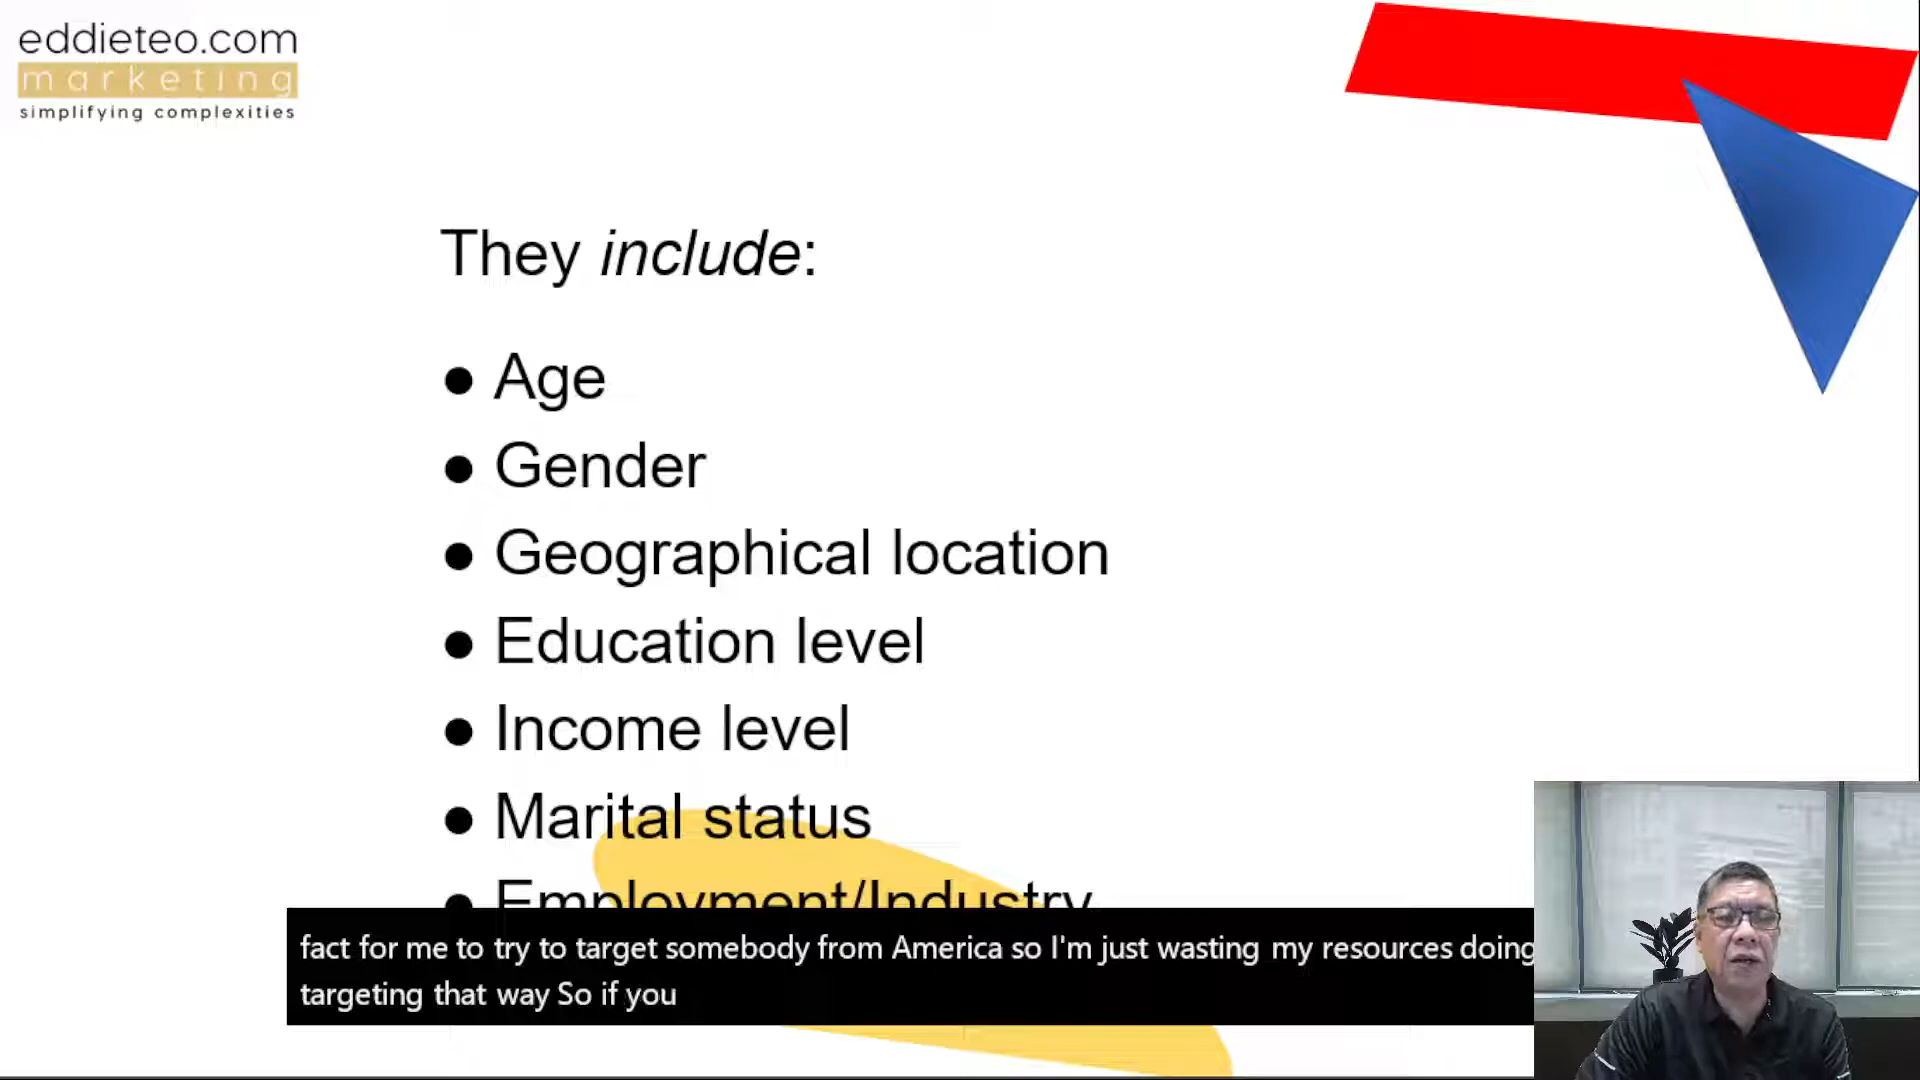 eddieteo.com
marketing
simplifying complexities
They include:
● Age
● Gender
● Geographical location
● Education level
● Income level
● Marital status
● Employment/Industry
fact for me to try to target somebody from America so I'm just wasting my resources doing
targeting that way So if you